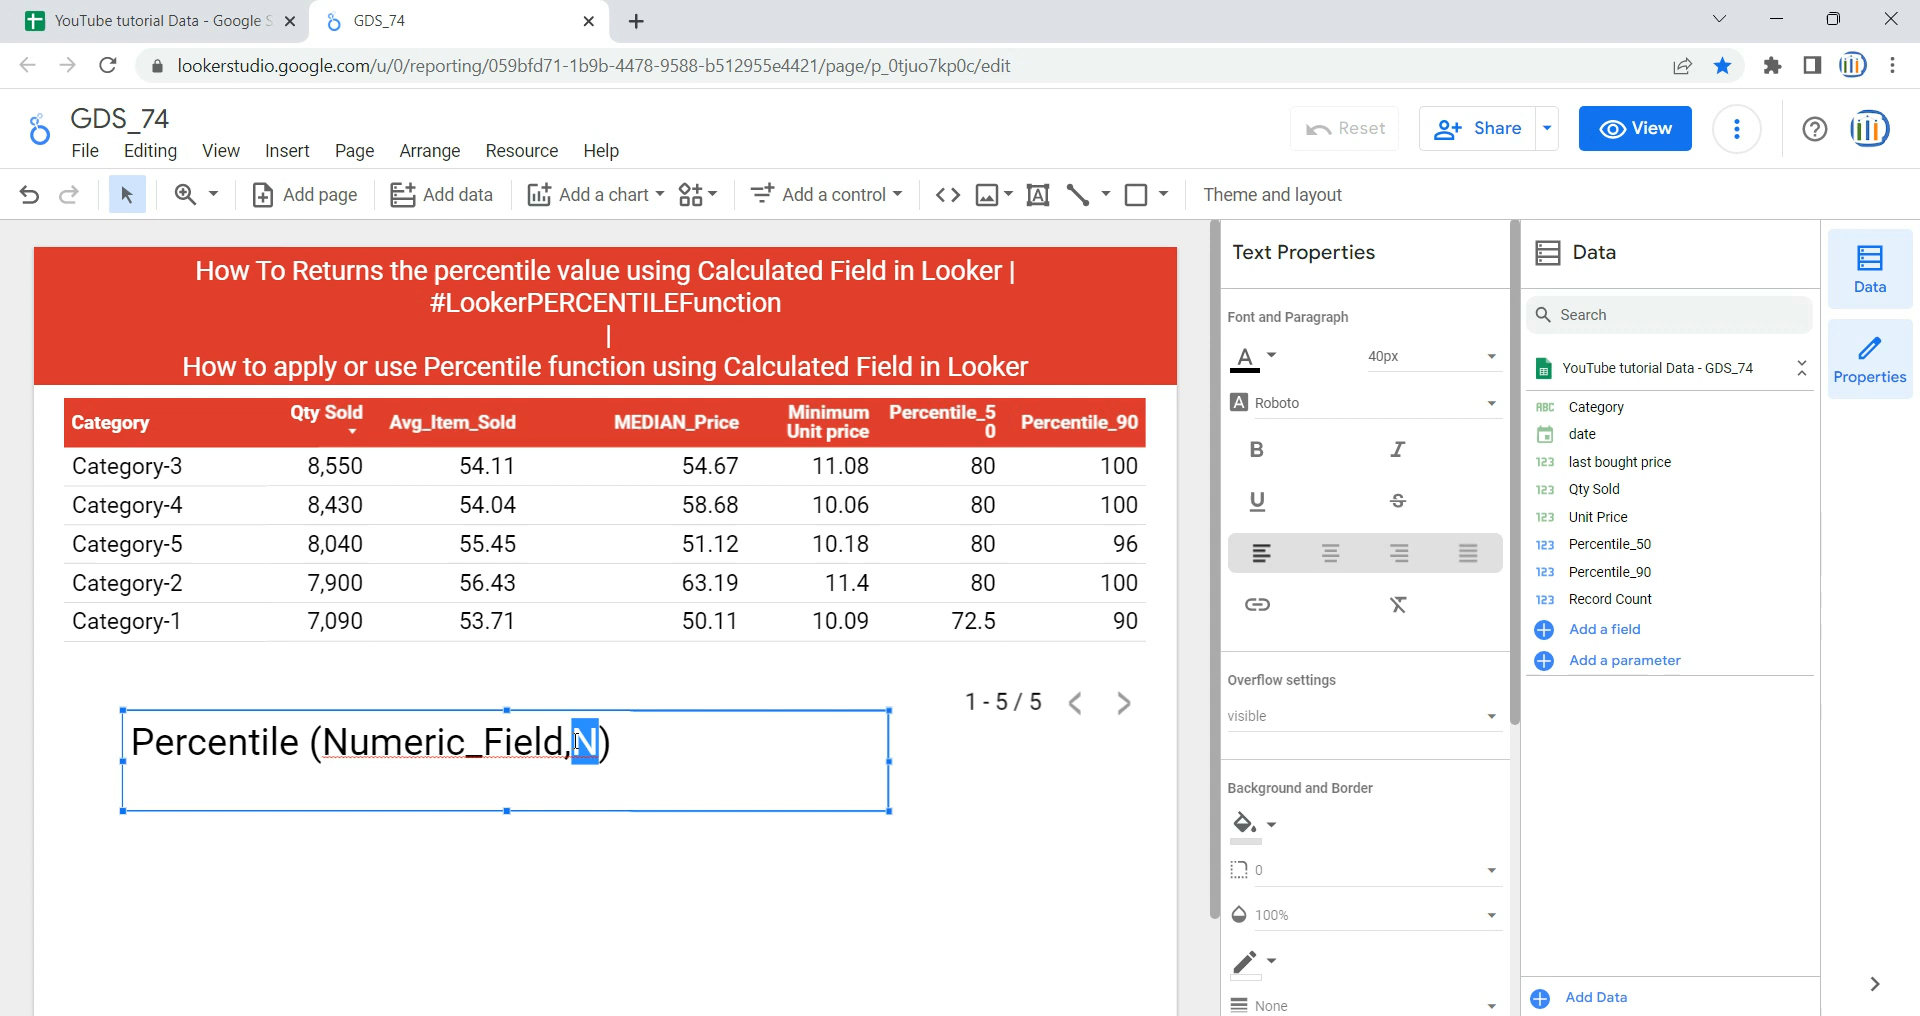 YouTube tutorial Data - Google S
GDS_74
lookerstudio.google.com/u/0/reporting/059bfd71-1b9b-4478-9588-b512955e4421/page/p_0tjuo7kp0c/edit
GDS_74
File Editing View Insert Page Arrange Resource Help
Reset Share View
Add page Add data Add a chart Add a control Theme and layout
How To Returns the percentile value using Calculated Field in Looker |
#LookerPERCENTILEFunction
|
How to apply or use Percentile function using Calculated Field in Looker
Category Qty Sold Avg_Item_Sold MEDIAN_Price Minimum Unit price Percentile_50 Percentile_90
Category-3 8,550 54.11 54.67 11.08 80 100
Category-4 8,430 54.04 58.68 10.06 80 100
Category-5 8,040 55.45 51.12 10.18 80 96
Category-2 7,900 56.43 63.19 11.4 80 100
Category-1 7,090 53.71 50.11 10.09 72.5 90
1 - 5 / 5 < >
Percentile (Numeric_Field,N)
Text Properties
Font and Paragraph
A 40px
A Roboto
B I
U S
Overflow settings
visible
Background and Border
0
100%
None
Data
Search
YouTube tutorial Data - GDS_74
ABC Category
date
123 last bought price
123 Qty Sold
123 Unit Price
123 Percentile_50
123 Percentile_90
123 Record Count
Add a field
Add a parameter
Add Data
Data
Properties